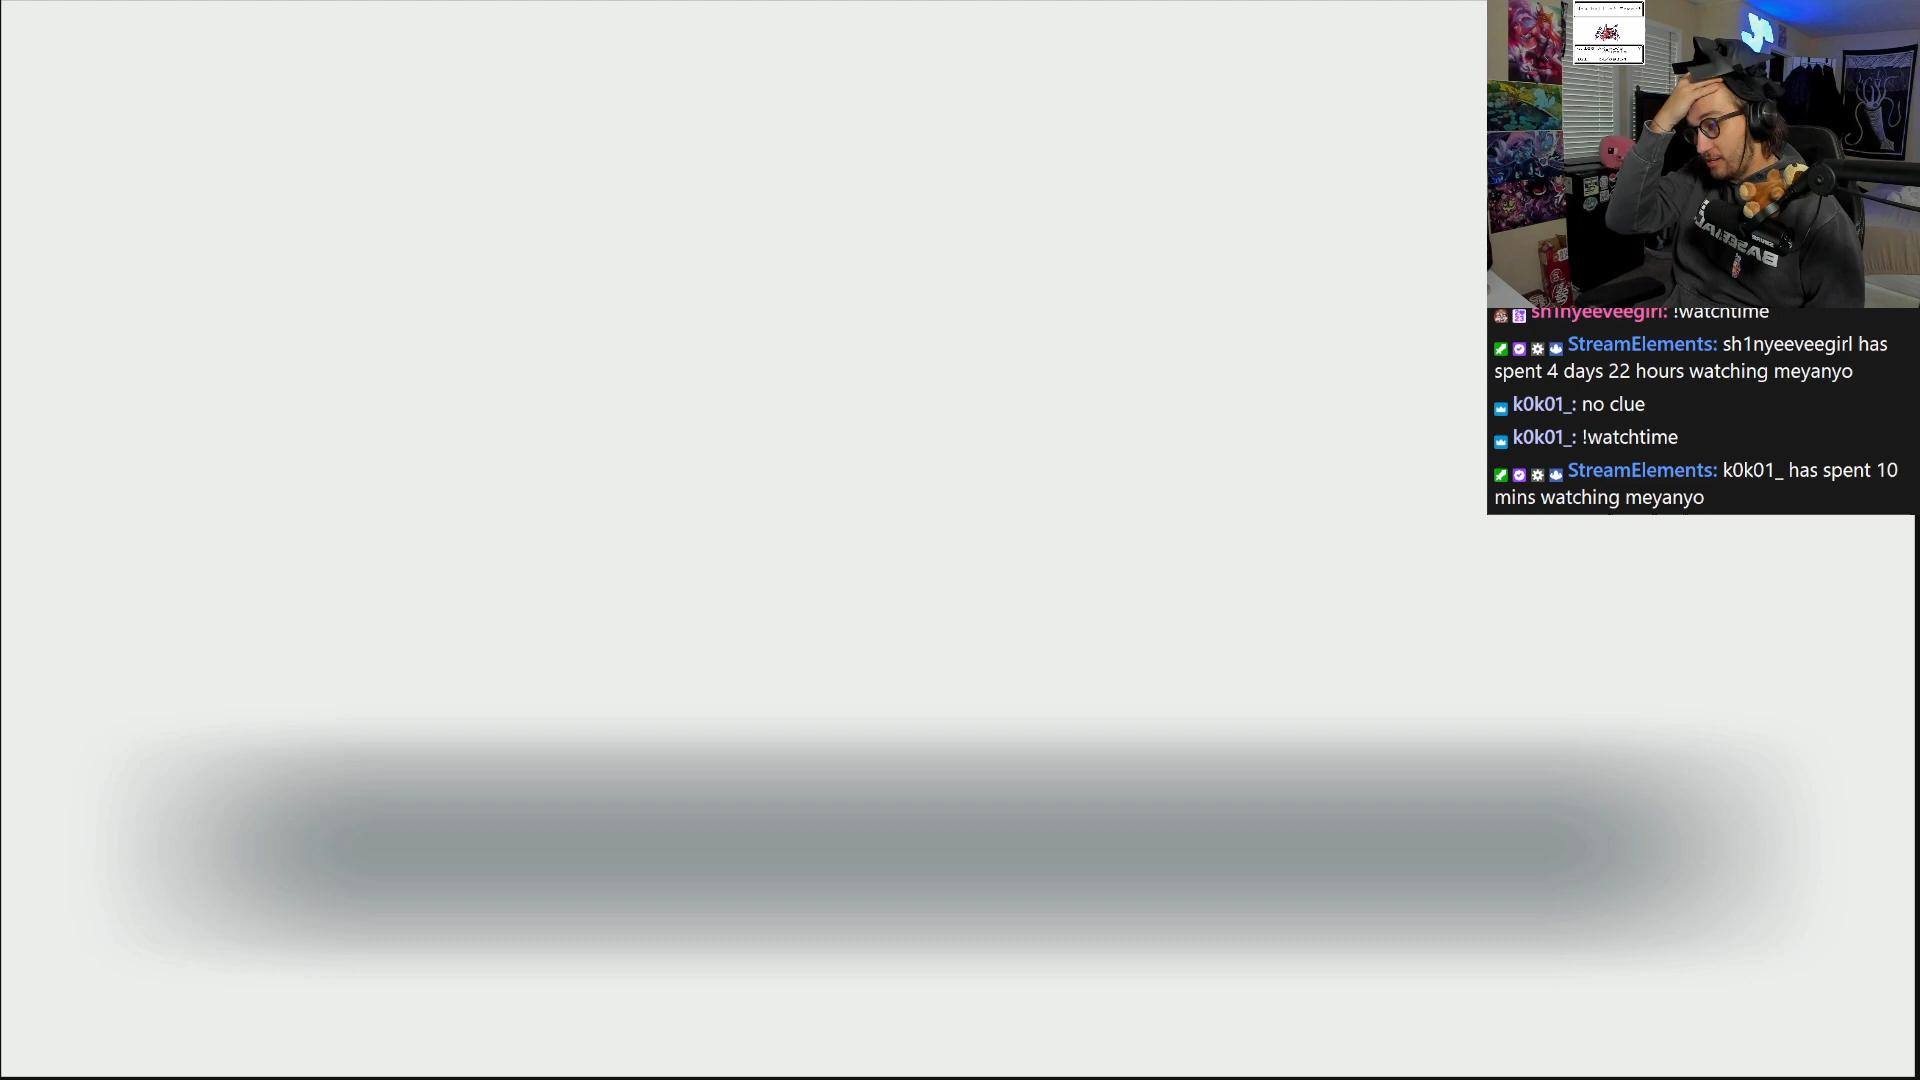 sh1nyeeveegirl: !watchtime
StreamElements: sh1nyeeveegirl has
spent 4 days 22 hours watching meyanyo
k0k01_: no clue
k0k01_: !watchtime
StreamElements: k0k01_ has spent 10
mins watching meyanyo